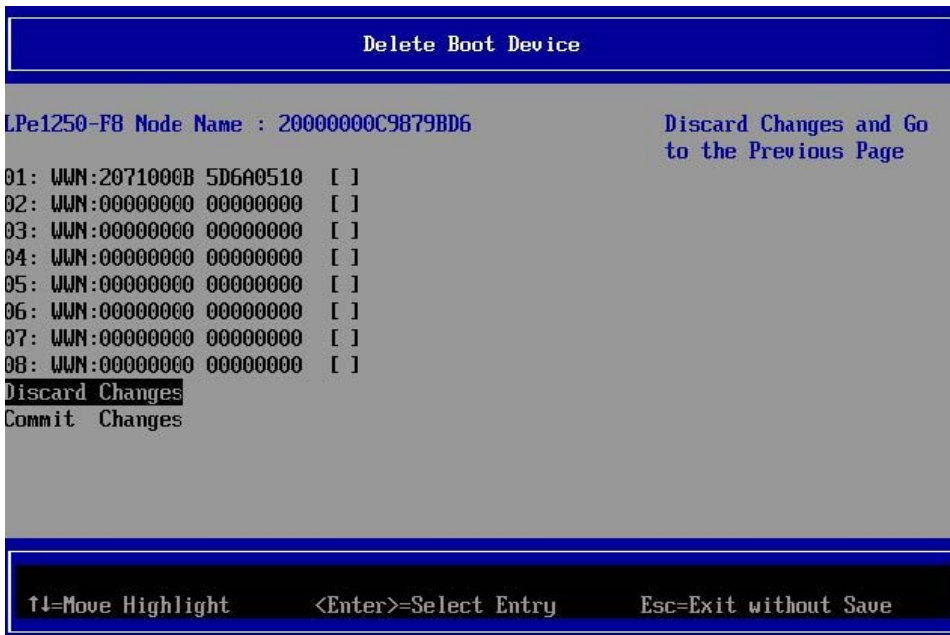 Delete Boot Device
LPe1250-F8 Node Name : 20000000C9879BD6
Discard Changes and Go
to the Previous Page
01: WWN:2071000B 5D6A0510 [ ]
02: WWN:00000000 00000000 [ ]
03: WWN:00000000 00000000 [ ]
04: WWN:00000000 00000000 [ ]
05: WWN:00000000 00000000 [ ]
06: WWN:00000000 00000000 [ ]
07: WWN:00000000 00000000 [ ]
08: WWN:00000000 00000000 [ ]
Discard Changes
Commit Changes
↑↓=Move Highlight <Enter>=Select Entry Esc=Exit without Save